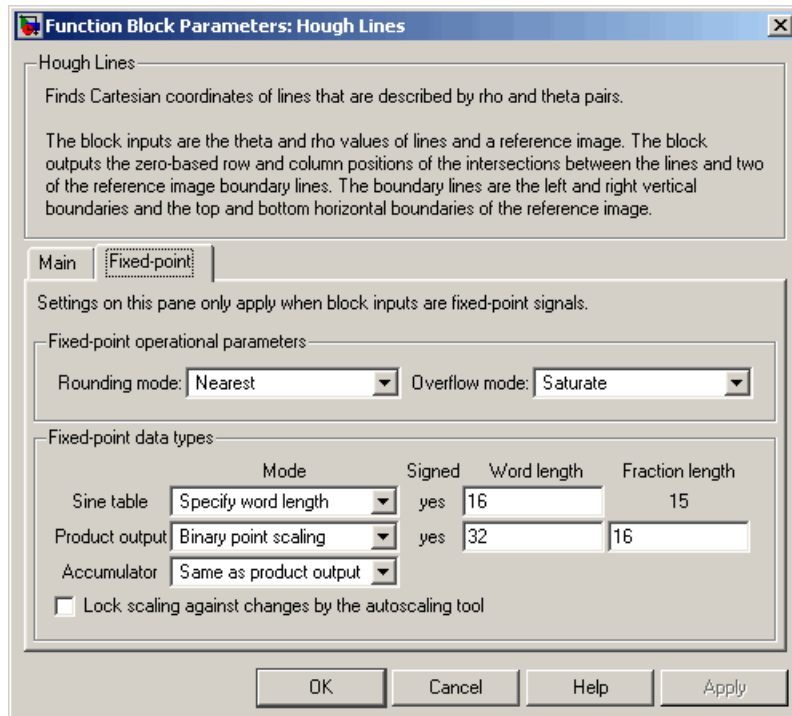 Function Block Parameters: Hough Lines
Hough Lines
Finds Cartesian coordinates of lines that are described by rho and theta pairs.
The block inputs are the theta and rho values of lines and a reference image. The block
outputs the zero-based row and column positions of the intersections between the lines and two
of the reference image boundary lines. The boundary lines are the left and right vertical
boundaries and the top and bottom horizontal boundaries of the reference image.
Main Fixed-point
Settings on this pane only apply when block inputs are fixed-point signals.
Fixed-point operational parameters
Rounding mode: Nearest Overflow mode: Saturate
Fixed-point data types
Mode Signed Word length Fraction length
Sine table Specify word length yes 16 15
Product output Binary point scaling yes 32 16
Accumulator Same as product output
Lock scaling against changes by the autoscaling tool
OK Cancel Help Apply